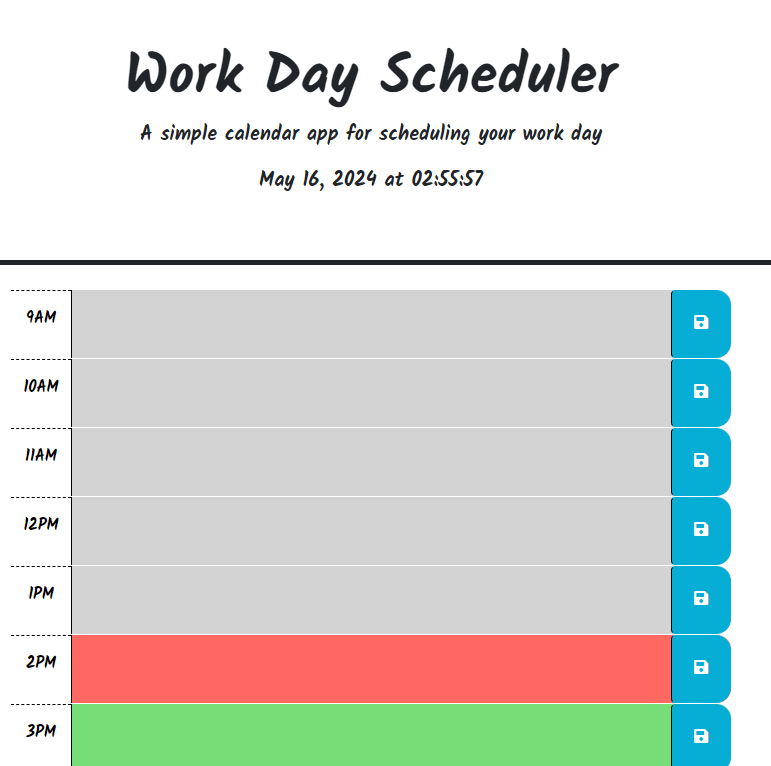 Work Day Scheduler
A simple calendar app for scheduling your work day
May 16, 2024 at 02:55:57
9AM
10AM
11AM
12PM
1PM
2PM
3PM